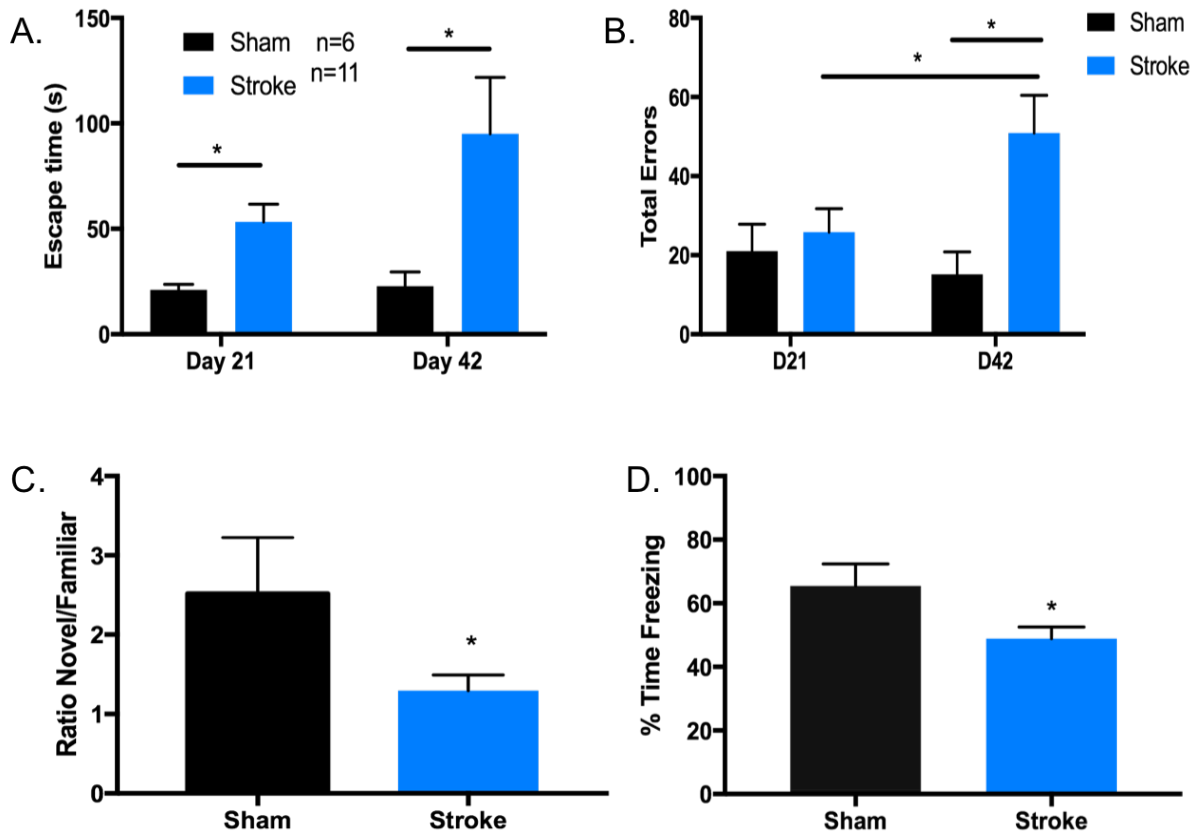 A.
Escape time (s)
150
100
50
0
Sham n=6
Stroke n=11
*
*
Day 21
Day 42
B.
Total Errors
80
60
40
20
0
*
*
Sham
Stroke
D21
D42
C.
Ratio Novel/Familiar
4
3
2
1
0
*
Sham
Stroke
D.
% Time Freezing
100
80
60
40
20
0
*
Sham
Stroke